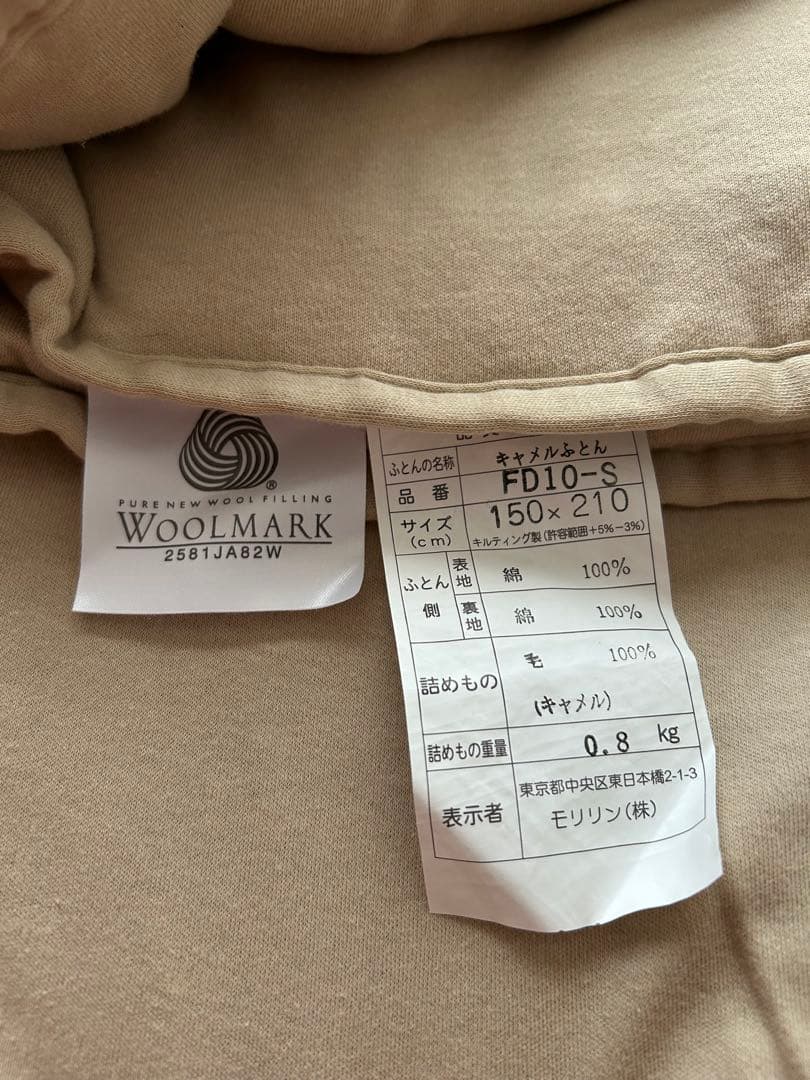 ®
PURE NEW WOOL FILLING
WOOLMARK
2581JA82W
ふとんの名称 キャメルふとん
品番 FD10-S
サイズ(cm) 150×210
キルティング製(許容範囲+5%-3%)
ふとん側 表地 綿 100%
裏地 綿 100%
詰めもの 毛 100%
(キャメル)
詰めもの重量 0.8 kg
表示者 東京都中央区東日本橋2-1-3
モリリン(株)